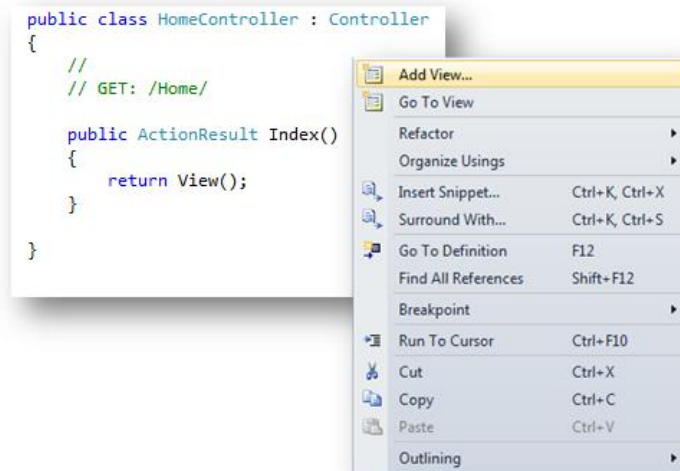 public class HomeController : Controller
{
//
// GET: /Home/
public ActionResult Index()
{
return View();
}
}
Add View...
Go To View
Refactor
Organize Usings
Insert Snippet... Ctrl+K, Ctrl+X
Surround With... Ctrl+K, Ctrl+S
Go To Definition F12
Find All References Shift+F12
Breakpoint
Run To Cursor Ctrl+F10
Cut Ctrl+X
Copy Ctrl+C
Paste Ctrl+V
Outlining